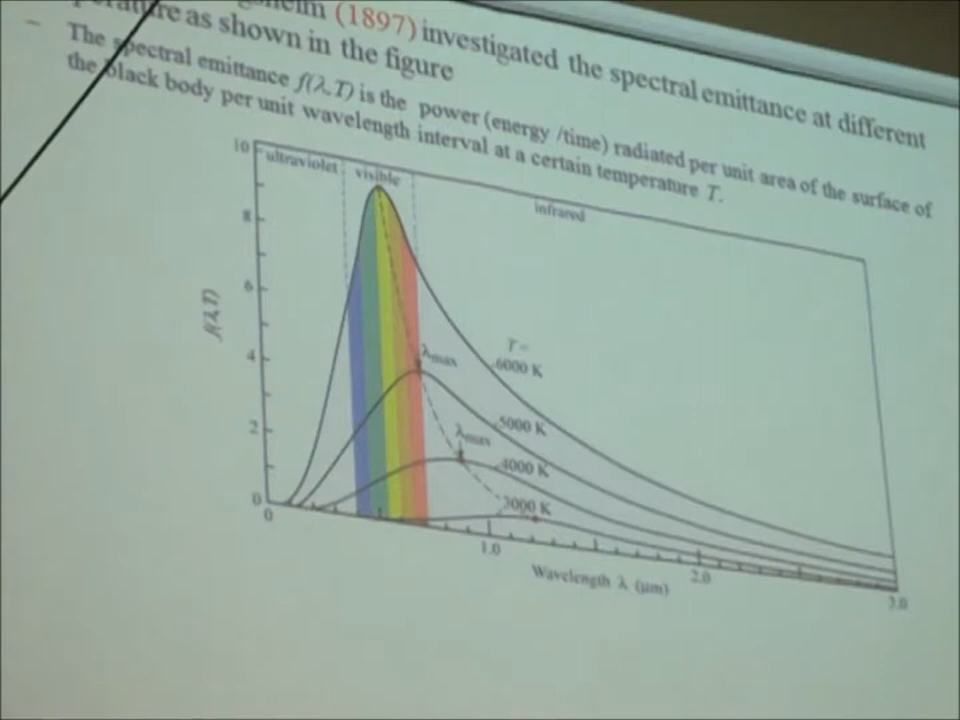 (1897) investigated the spectral emittance at different
as shown in the figure
– The spectral emittance f(λ,T) is the power (energy /time) radiated per unit area of the surface of
the black body per unit wavelength interval at a certain temperature T.
10
ultraviolet
visible
infrared
8
6
f(λ,T)
4
λmax
T =
6000 K
2
λmax
5000 K
4000 K
3000 K
0
0
1.0
2.0
3.0
Wavelength λ (μm)